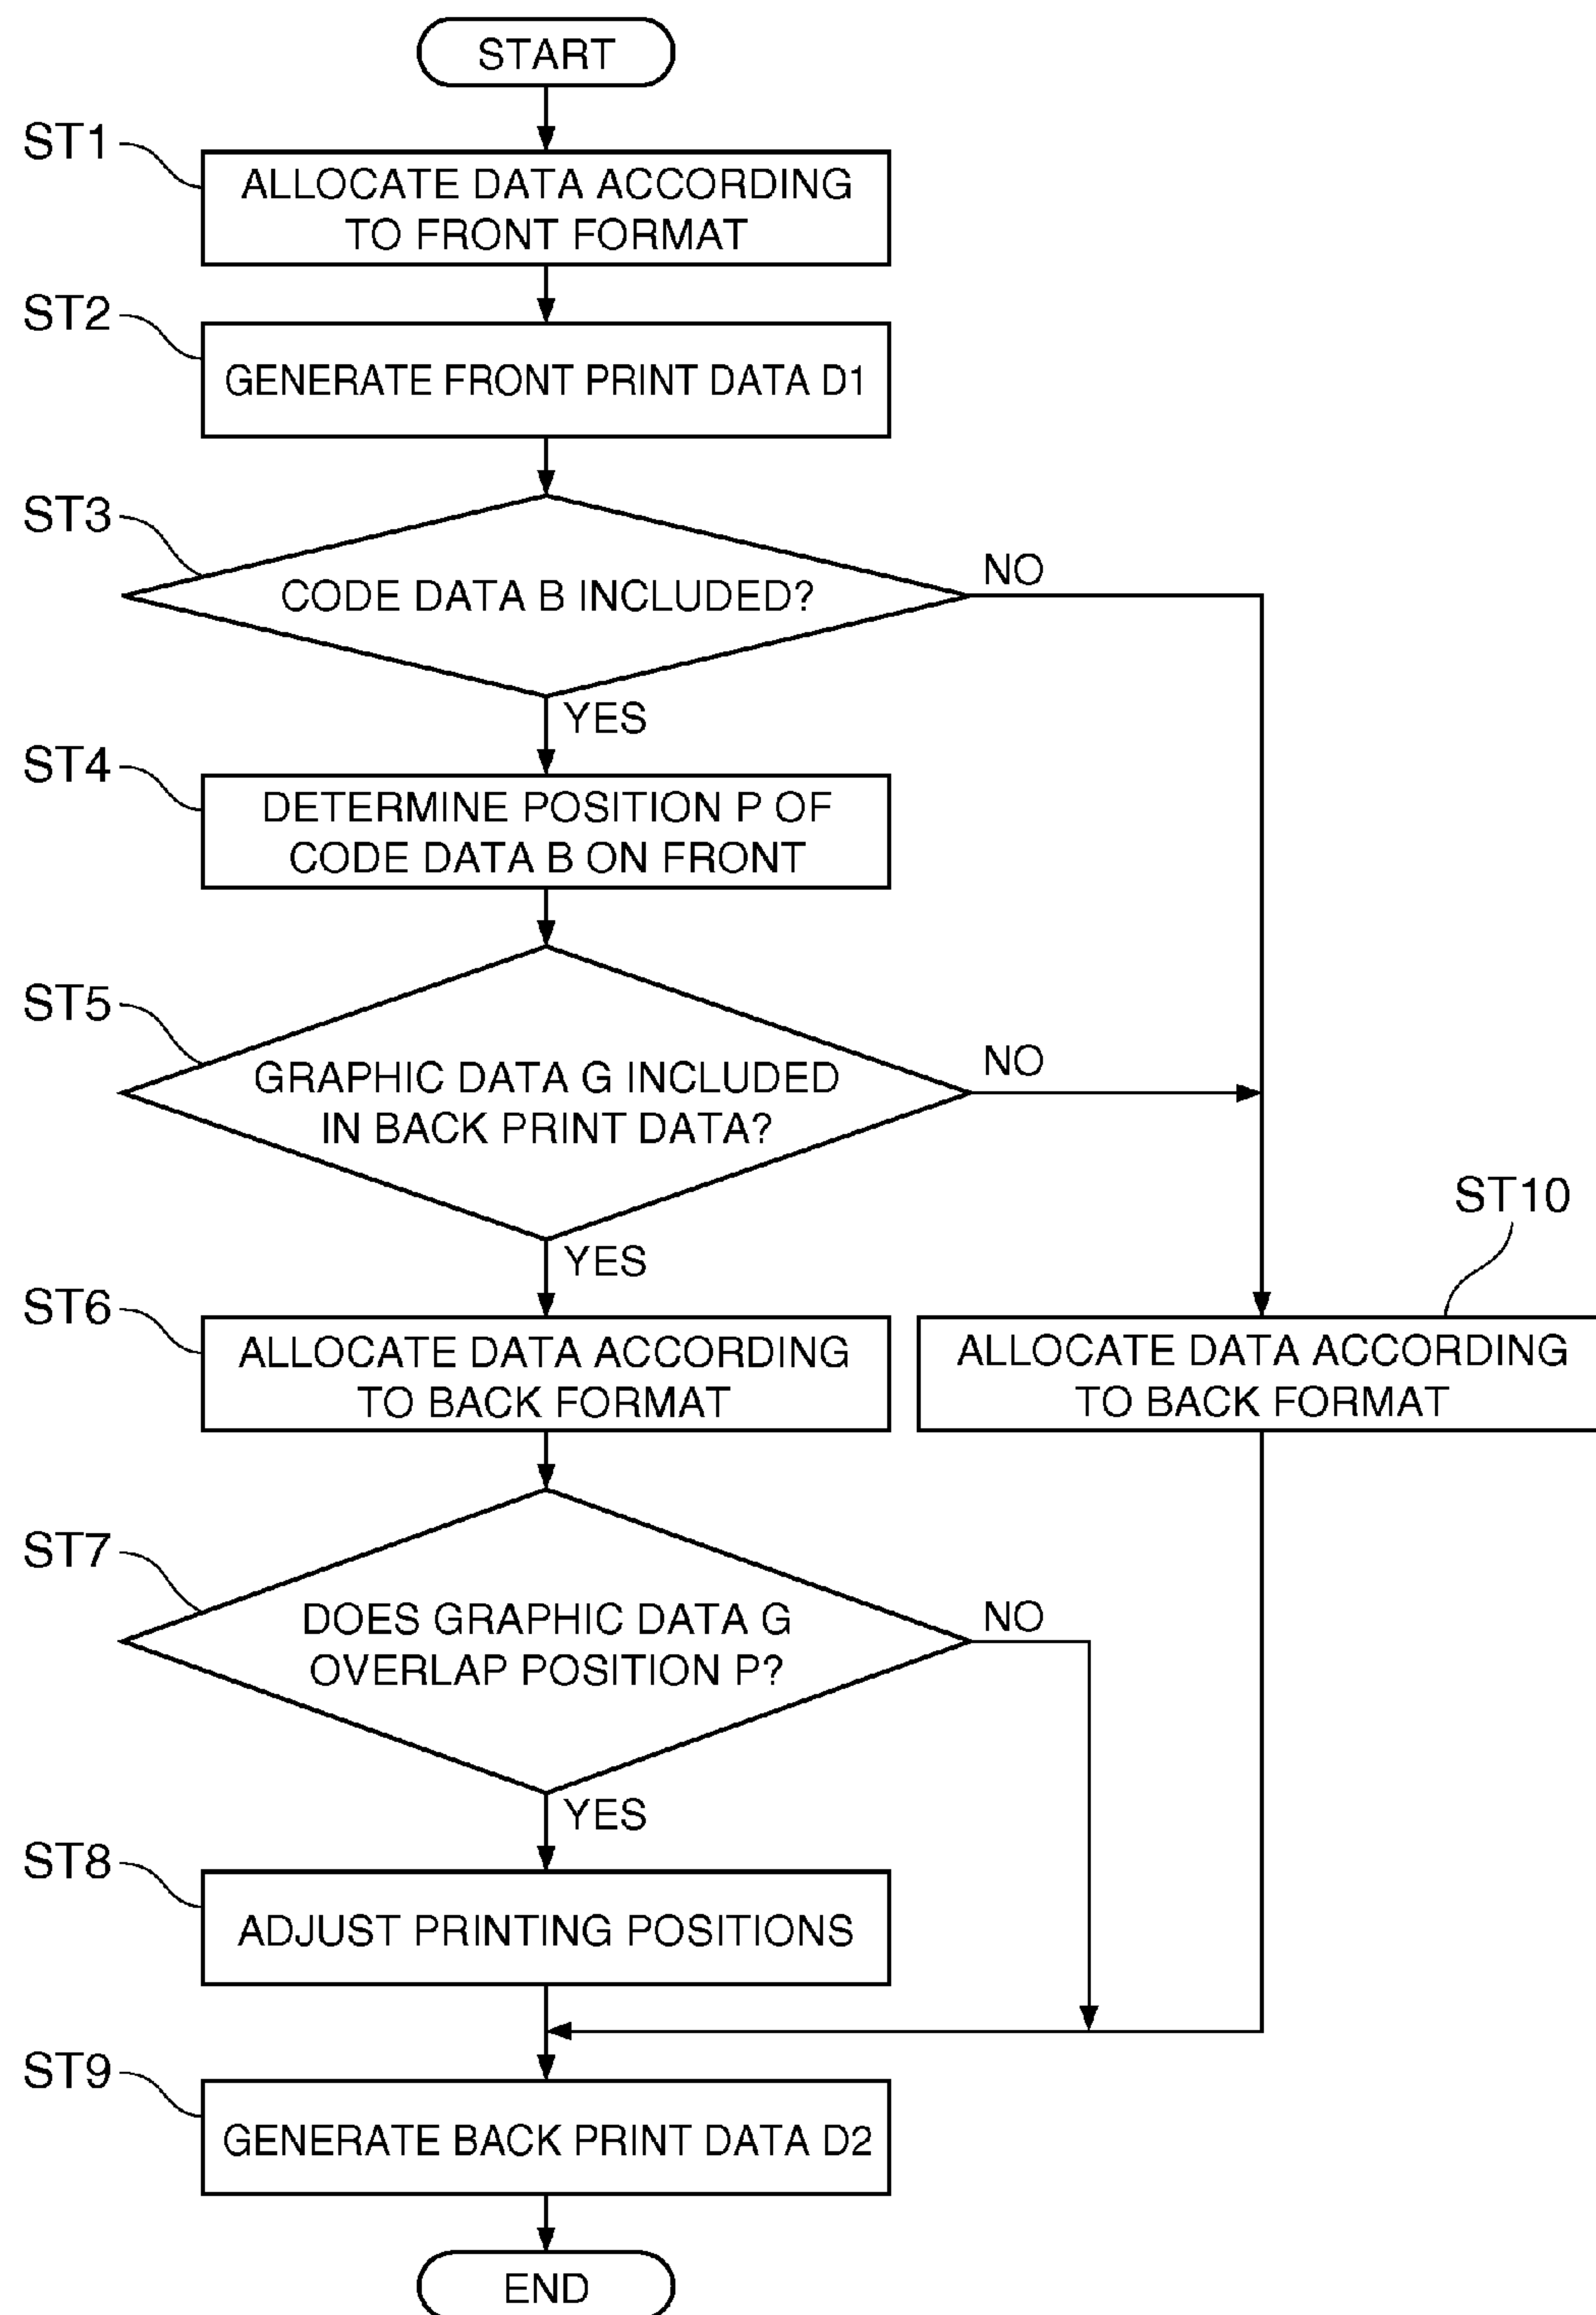 START
ST1
ALLOCATE DATA ACCORDING
TO FRONT FORMAT
ST2
GENERATE FRONT PRINT DATA D1
ST3
CODE DATA B INCLUDED?
NO
YES
ST4
DETERMINE POSITION P OF
CODE DATA B ON FRONT
ST5
GRAPHIC DATA G INCLUDED
IN BACK PRINT DATA?
NO
YES
ST6
ALLOCATE DATA ACCORDING
TO BACK FORMAT
ST10
ALLOCATE DATA ACCORDING
TO BACK FORMAT
ST7
DOES GRAPHIC DATA G
OVERLAP POSITION P?
NO
YES
ST8
ADJUST PRINTING POSITIONS
ST9
GENERATE BACK PRINT DATA D2
END